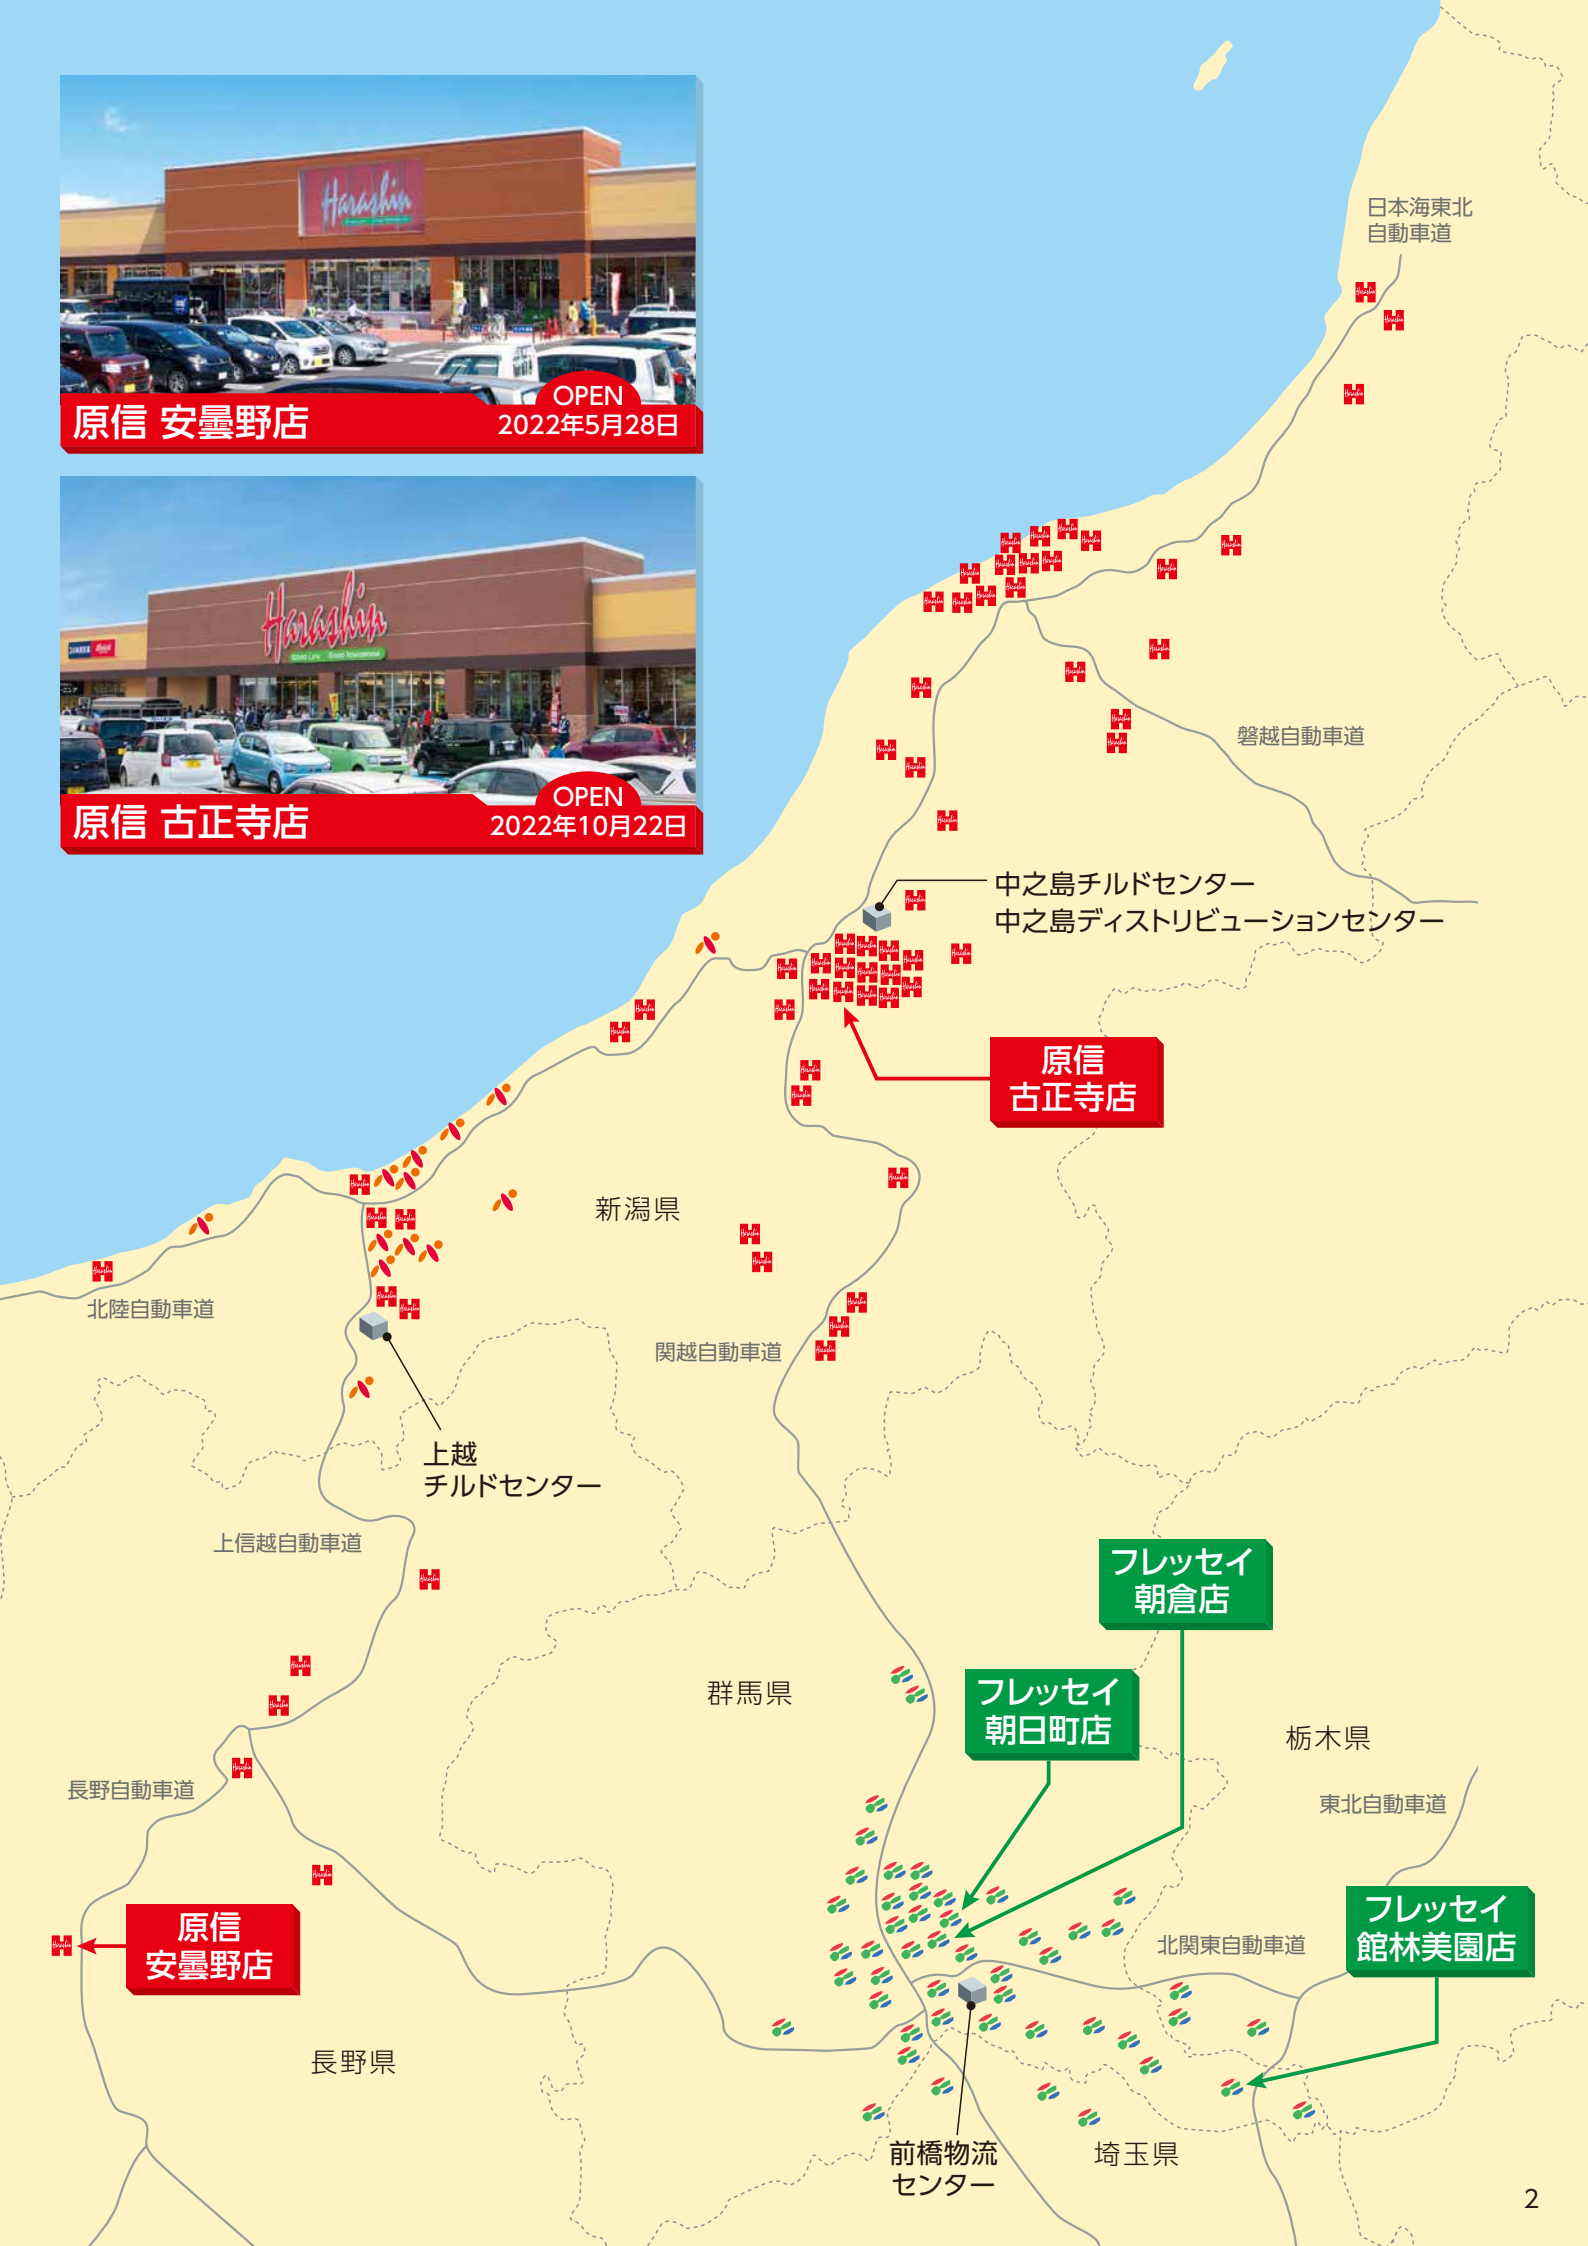 Harashin
OPEN
原信 安曇野店
2022年5月28日
Harashin
OPEN
原信 古正寺店
2022年10月22日
日本海東北
自動車道
磐越自動車道
中之島チルドセンター
中之島ディストリビューションセンター
原信
古正寺店
新潟県
北陸自動車道
関越自動車道
上越
チルドセンター
上信越自動車道
フレッセイ
朝倉店
フレッセイ
朝日町店
群馬県
栃木県
長野自動車道
東北自動車道
フレッセイ
館林美園店
原信
安曇野店
北関東自動車道
長野県
前橋物流
センター
埼玉県
2